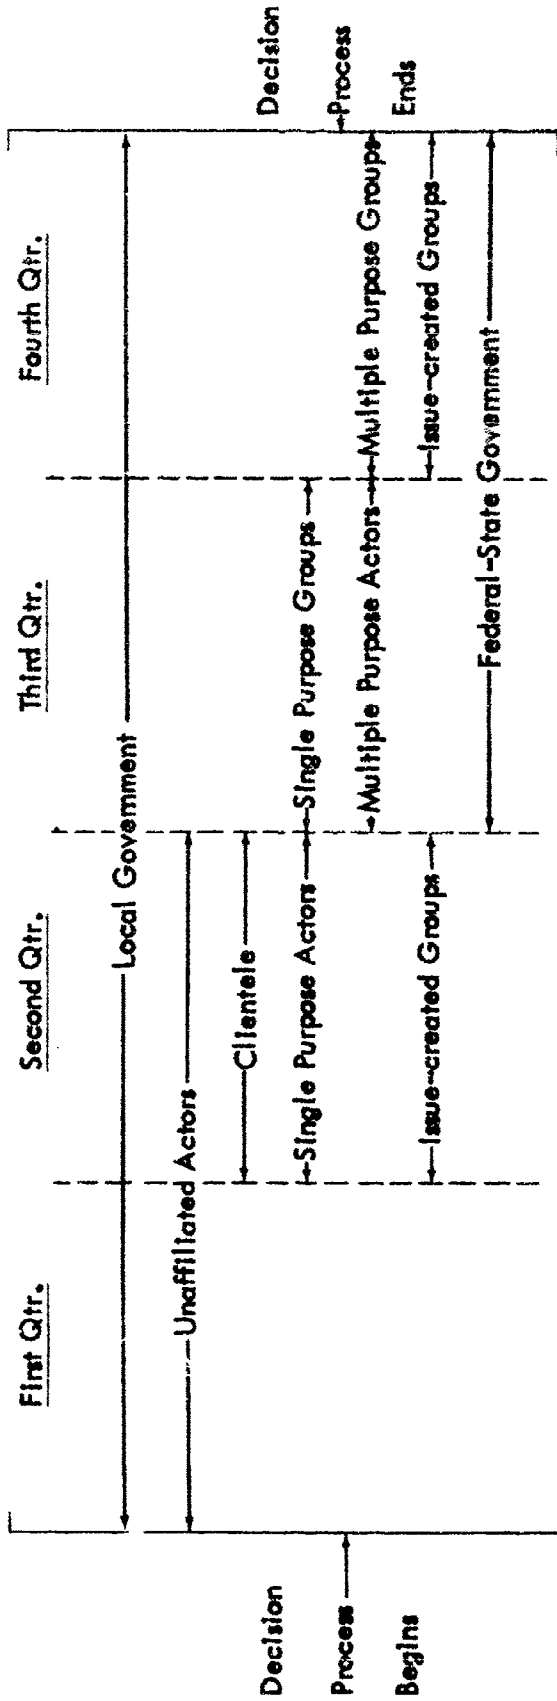 First Qtr. Second Qtr. Third Qtr. Fourth Qtr.
Local Government
Unaffiliated Actors
Clientele
Single Purpose Actors Single Purpose Groups
Decision
Process
Begins
Decision
Process
Ends
Multiple Purpose Actors Multiple Purpose Groups
Issue-created Groups Issue-created Groups
Federal-State Government